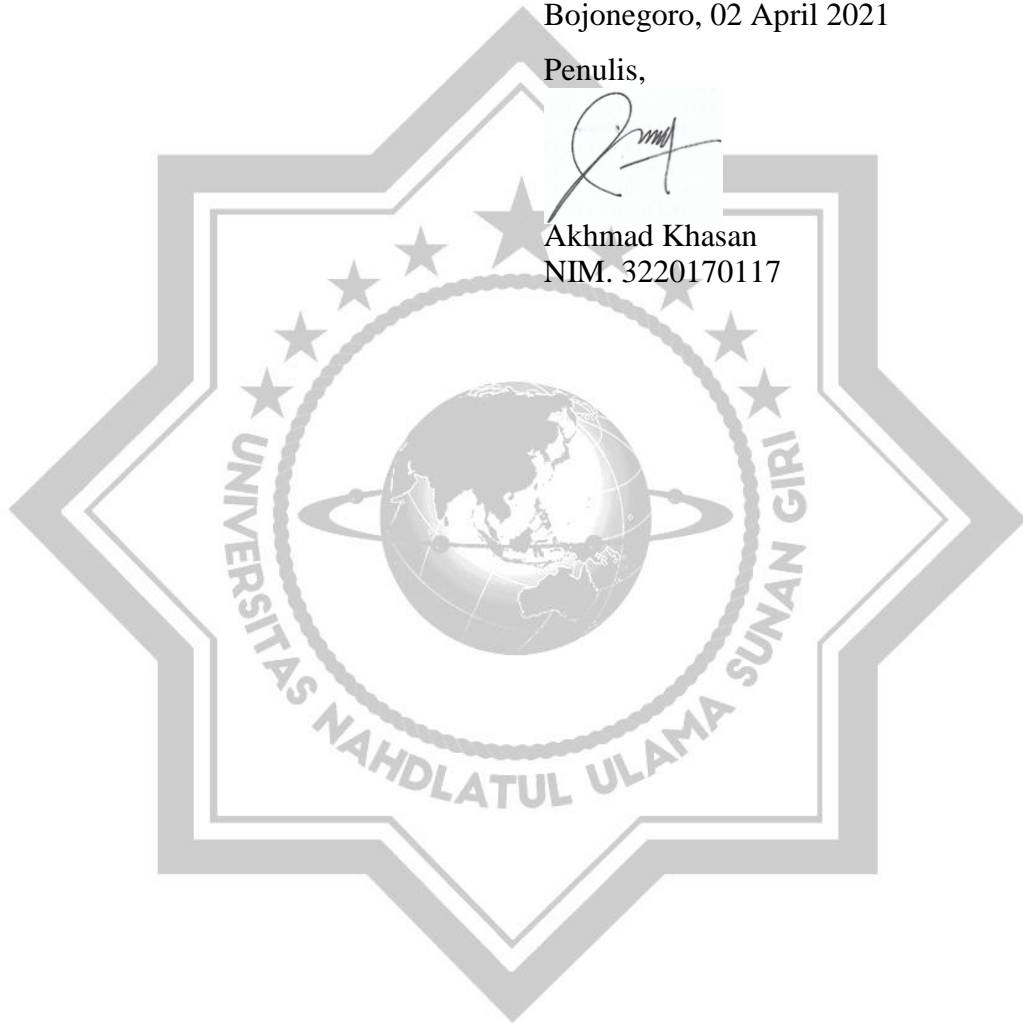 Bojonegoro, 02 April 2021
Penulis,
Akhmad Khasan
NIM. 3220170117
UNIVERSITAS NAHDLATUL ULAMA SUNAN GIRI